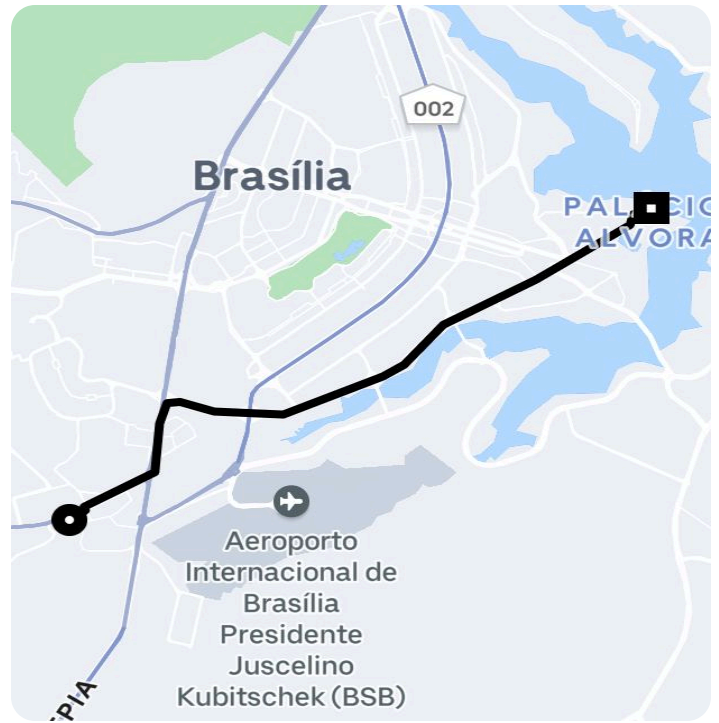 002
Brasília
PALÁCIO
ALVORA
Aeroporto
Internacional de
Brasília
Presidente
Juscelino
Kubitschek (BSB)
EPIA